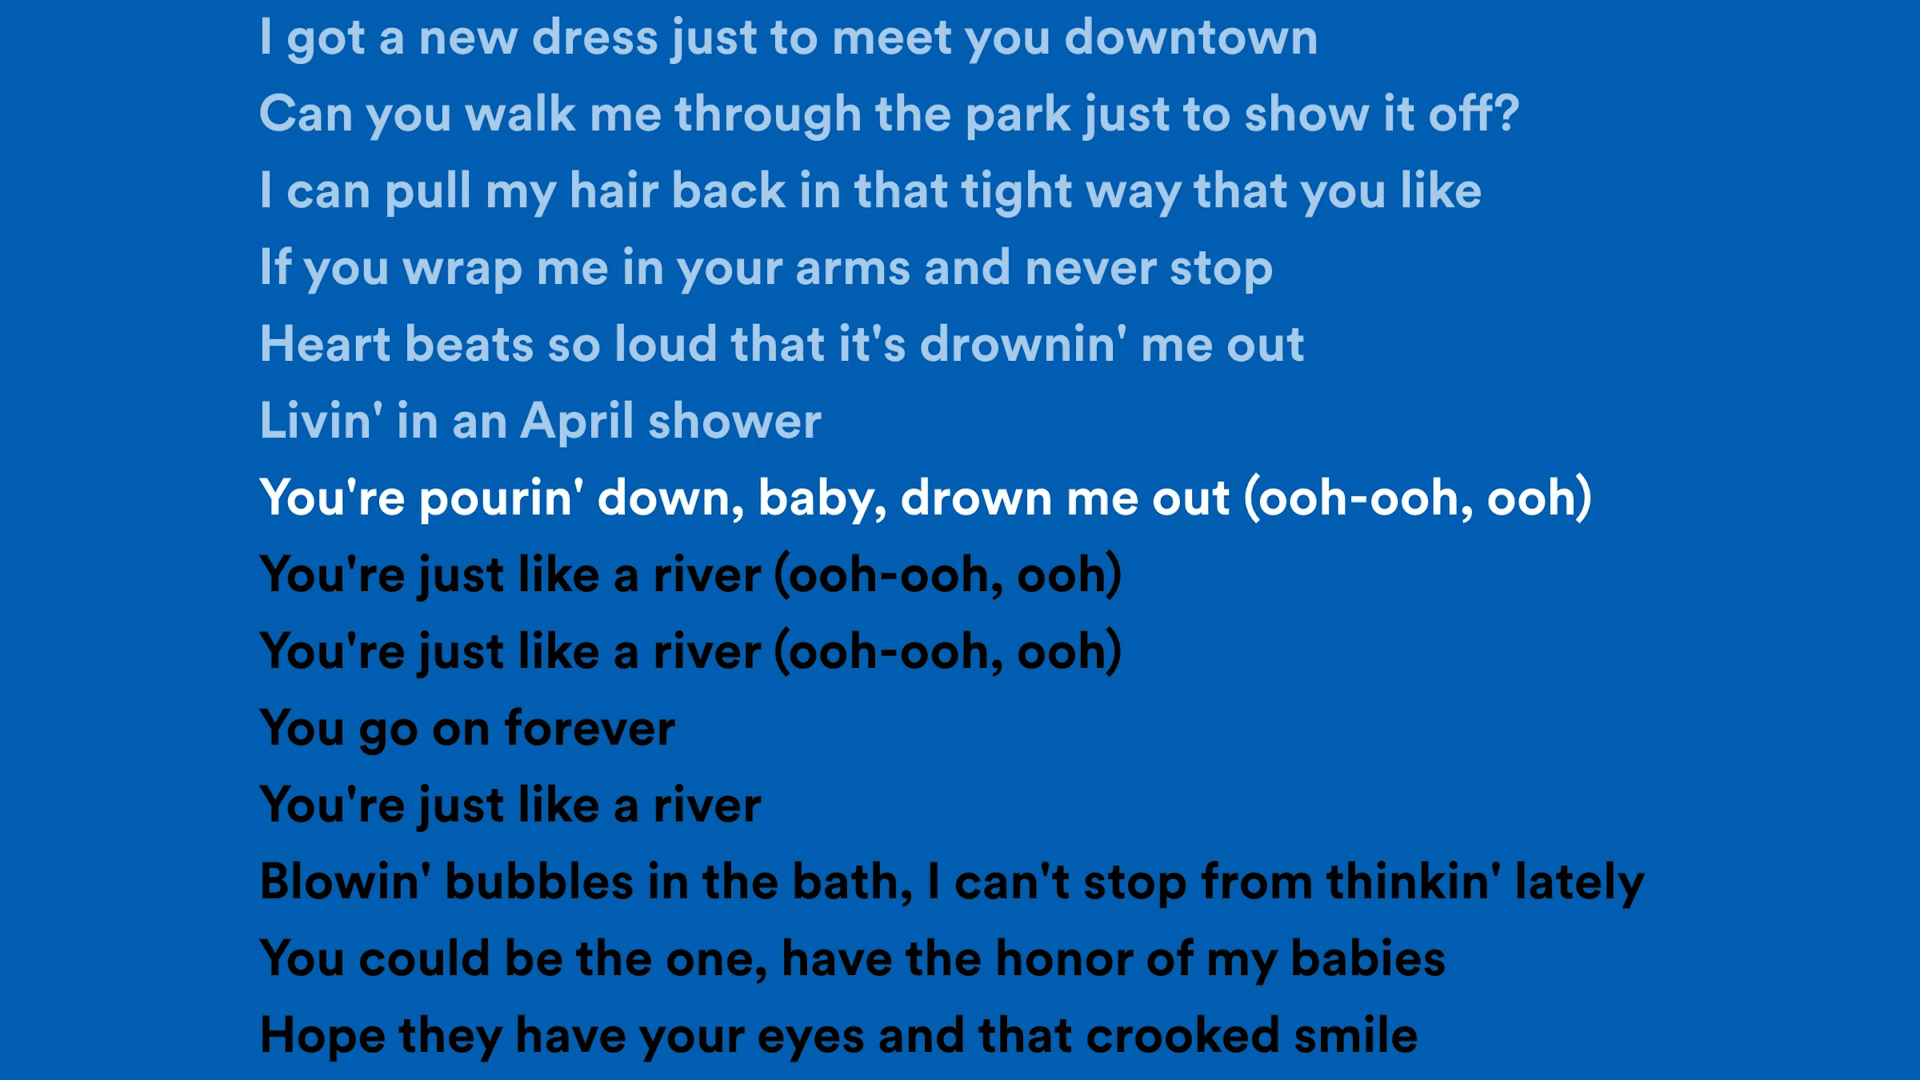 I got a new dress just to meet you downtown
Can you walk me through the park just to show it off?
I can pull my hair back in that tight way that you like
If you wrap me in your arms and never stop
Heart beats so loud that it's drownin' me out
Livin' in an April shower
You're pourin' down, baby, drown me out (ooh-ooh, ooh)
You're just like a river (ooh-ooh, ooh)
You're just like a river (ooh-ooh, ooh)
You go on forever
You're just like a river
Blowin' bubbles in the bath, I can't stop from thinkin' lately
You could be the one, have the honor of my babies
Hope they have your eyes and that crooked smile